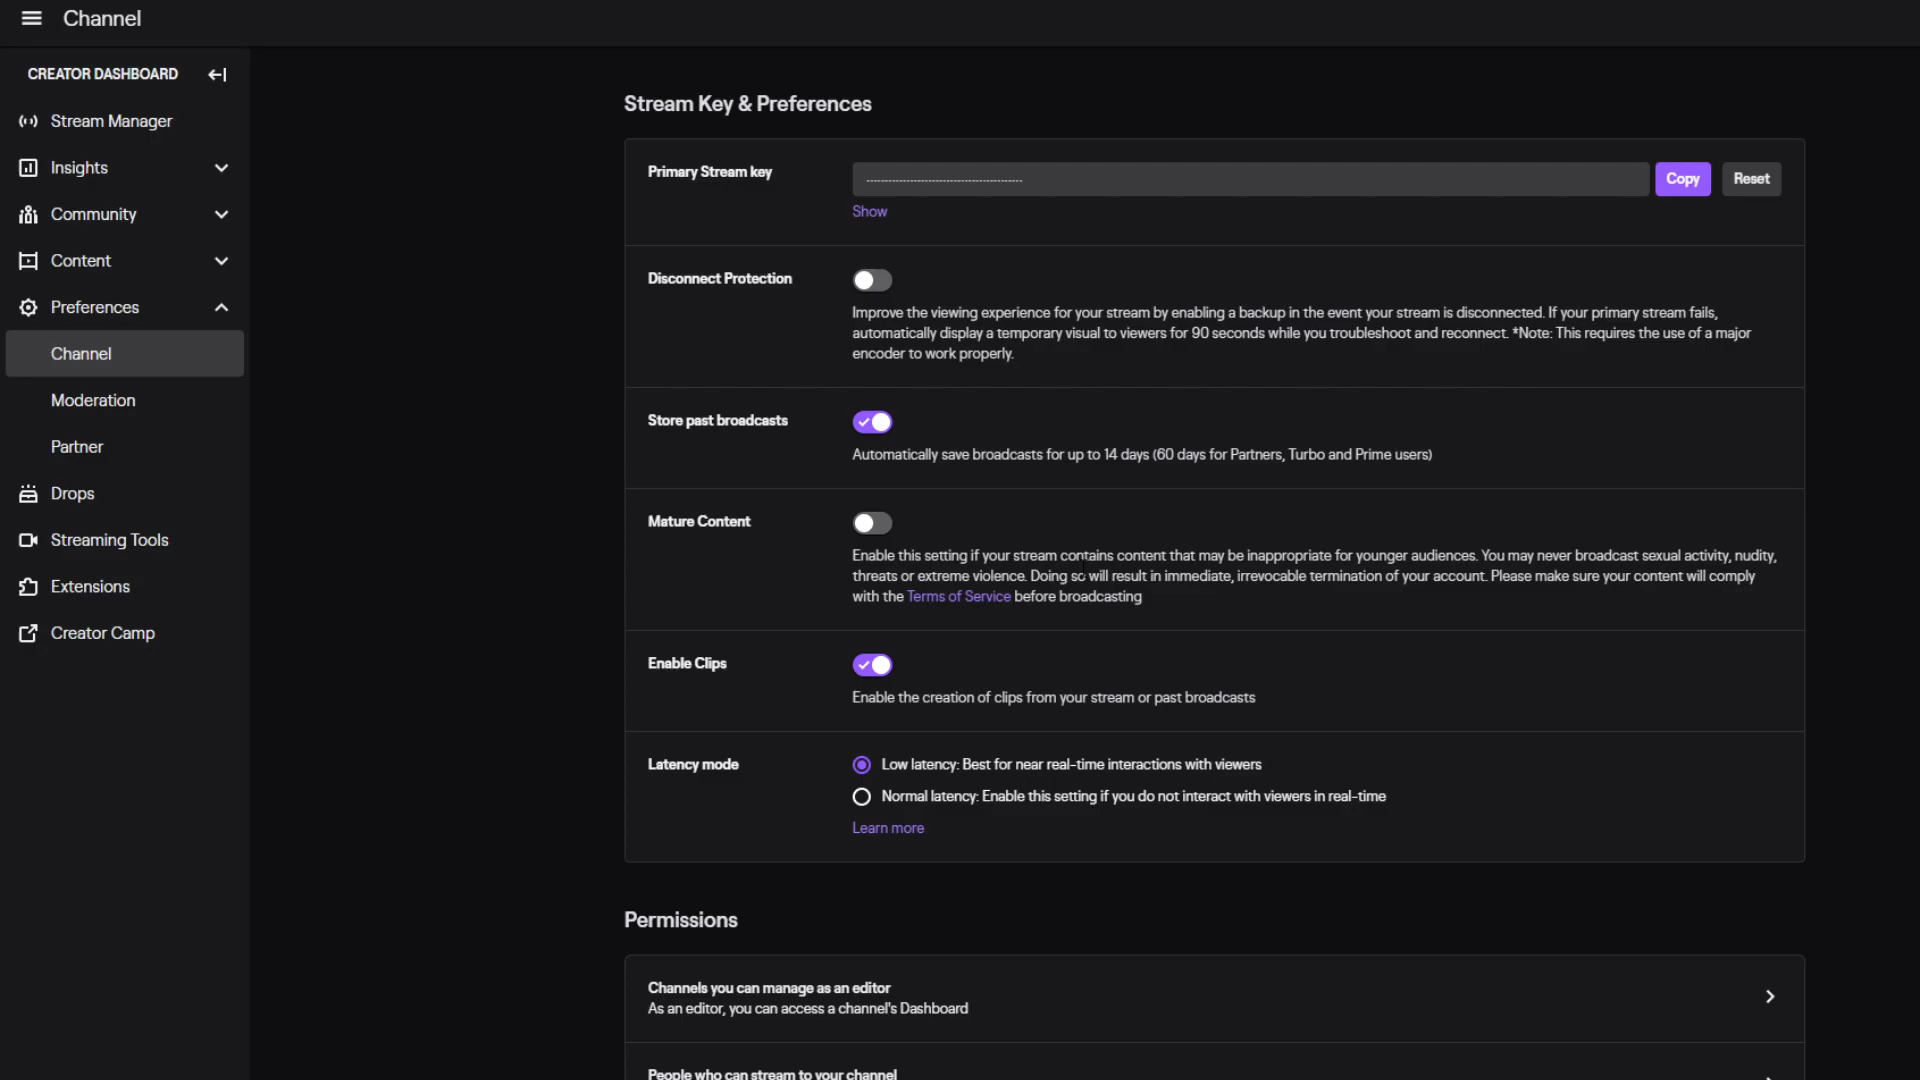 Channel
CREATOR DASHBOARD
Stream Manager
Insights
Community
Content
Preferences
Channel
Moderation
Partner
Drops
Streaming Tools
Extensions
Creator Camp
Stream Key & Preferences
Primary Stream key
Copy
Reset
Show
Disconnect Protection
Improve the viewing experience for your stream by enabling a backup in the event your stream is disconnected. If your primary stream fails,
automatically display a temporary visual to viewers for 90 seconds while you troubleshoot and reconnect. *Note: This requires the use of a major
encoder to work properly.
Store past broadcasts
Automatically save broadcasts for up to 14 days (60 days for Partners, Turbo and Prime users)
Mature Content
Enable this setting if your stream contains content that may be inappropriate for younger audiences. You may never broadcast sexual activity, nudity,
threats or extreme violence. Doing so will result in immediate, irrevocable termination of your account. Please make sure your content will comply
with the Terms of Service before broadcasting
Enable Clips
Enable the creation of clips from your stream or past broadcasts
Latency mode
Low latency: Best for near real-time interactions with viewers
Normal latency: Enable this setting if you do not interact with viewers in real-time
Learn more
Permissions
Channels you can manage as an editor
As an editor, you can access a channel's Dashboard
People who can stream to your channel